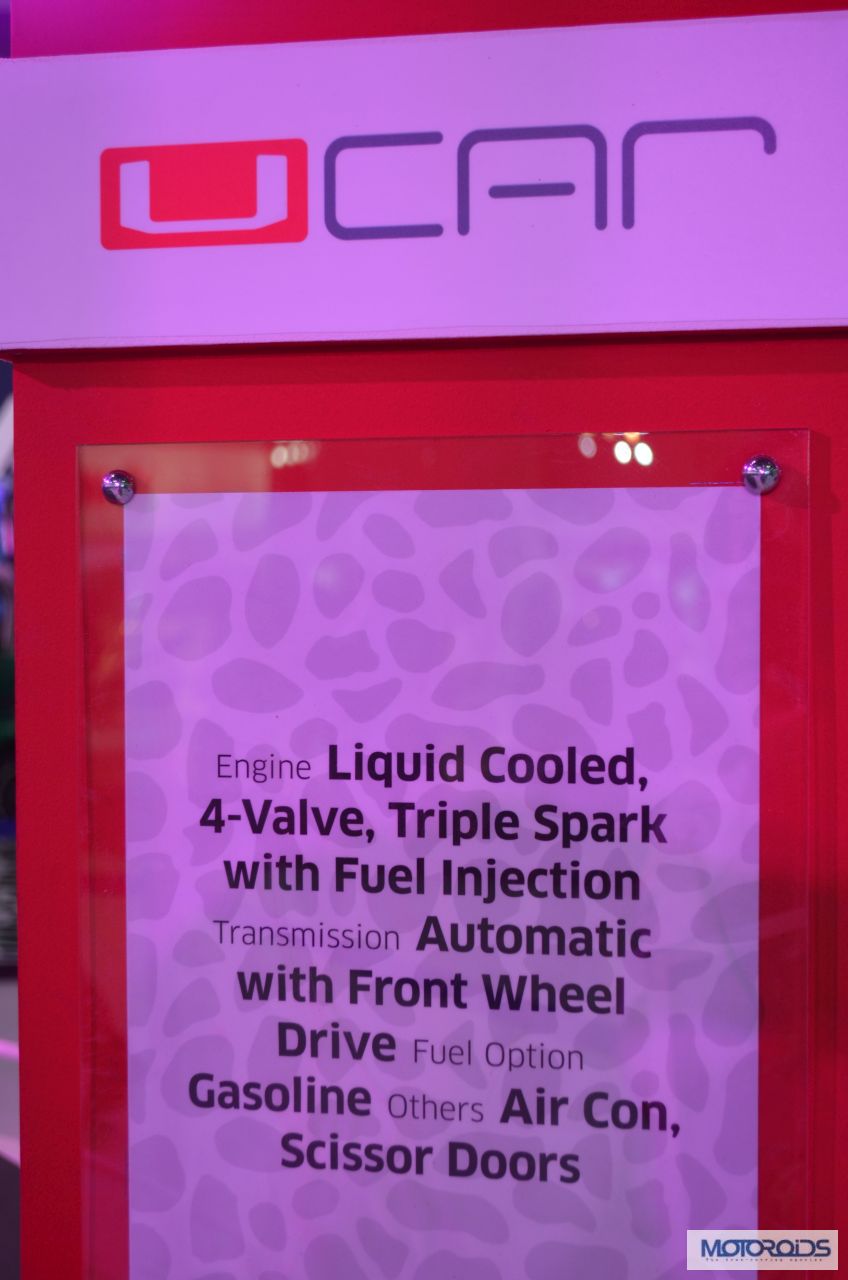 UCAR
Engine Liquid Cooled,
4-Valve, Triple Spark
with Fuel Injection
Transmission Automatic
with Front Wheel
Drive Fuel Option
Gasoline Others Air Con,
Scissor Doors
MOTOROIDS